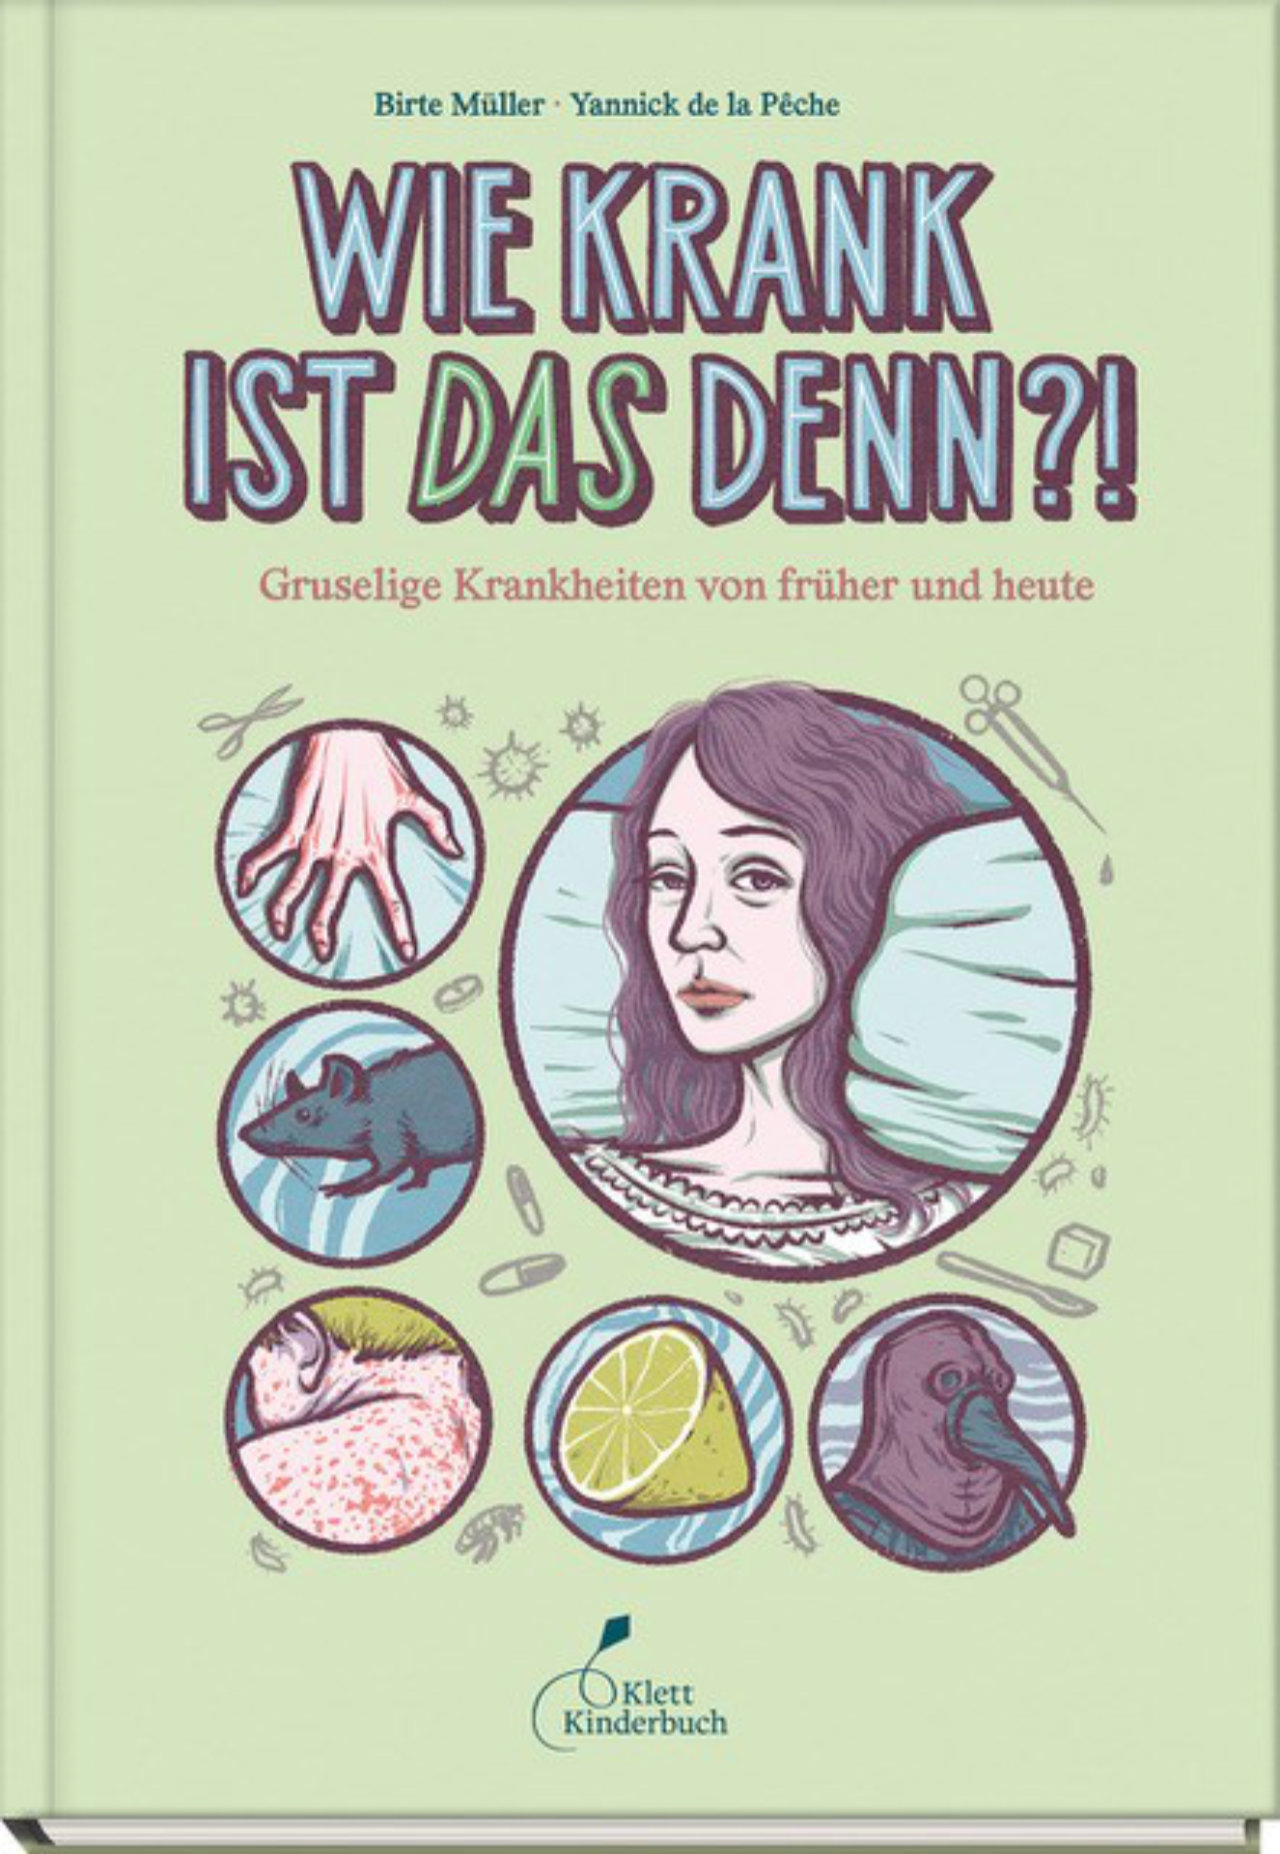 Birte Müller · Yannick de la Pêche
WIE KRANK
IST DAS DENN?!
Gruselige Krankheiten von früher und heute
Klett
Kinderbuch